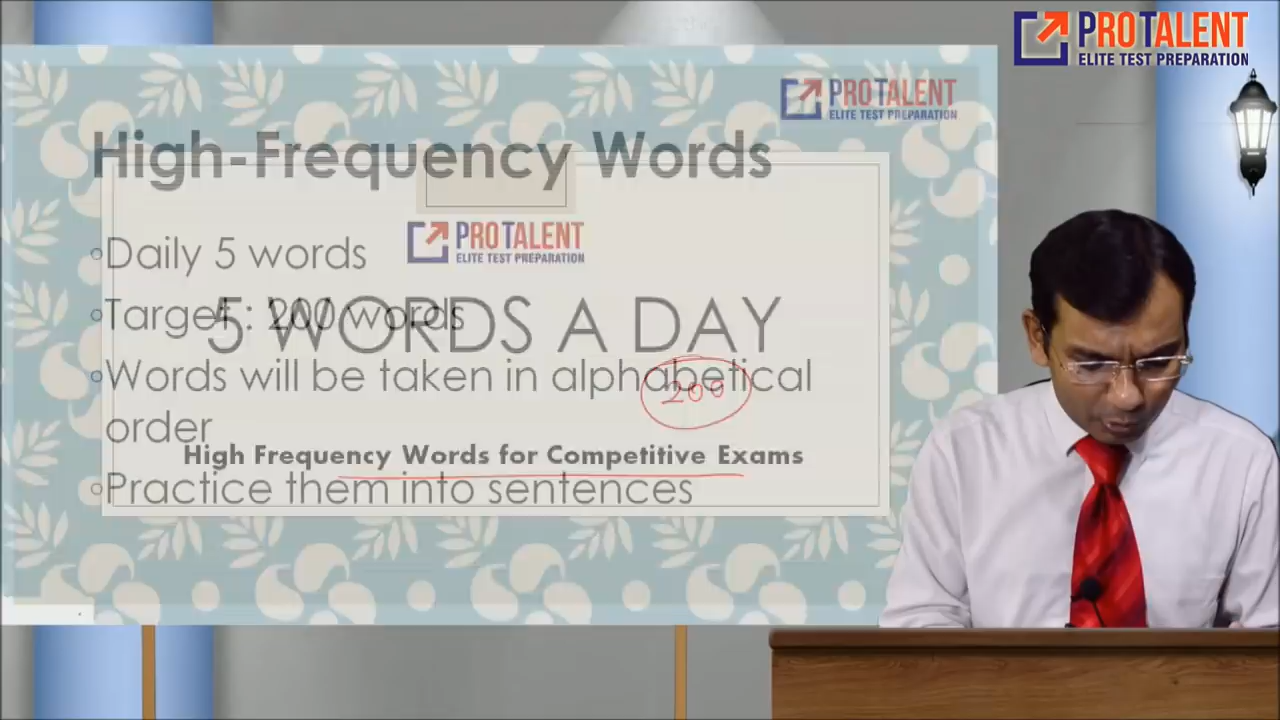 PROTALENT
ELITE TEST PREPARATION
PROTALENT
ELITE TEST PREPARATION
High-Frequency Words
Daily 5 words
PROTALENT
ELITE TEST PREPARATION
Target : 200 words
5 WORDS A DAY
Words will be taken in alphabetical
order
200
High Frequency Words for Competitive Exams
Practice them into sentences